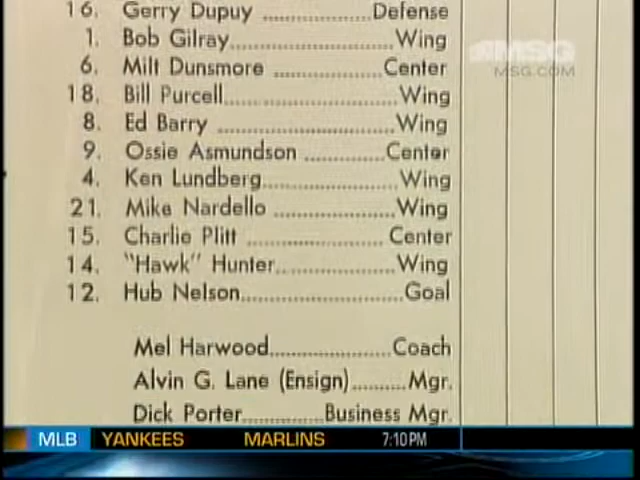 16. Gerry Dupuy ........................ Defense
1. Bob Gilray............................Wing
6. Milt Dunsmore ..................Center
18. Bill Purcell.............................Wing
8. Ed Barry ..............................Wing
9. Ossie Asmundson .............Center
4. Ken Lundberg......................Wing
21. Mike Nardello .....................Wing
15. Charlie Plitt ........................ Center
14. "Hawk" Hunter....................Wing
12. Hub Nelson...........................Goal
Mel Harwood.....................Coach
Alvin G. Lane (Ensign).........Mgr.
Dick Porter..............Business Mgr.
MSG
MSG.COM
MLB YANKEES MARLINS 7:10 PM